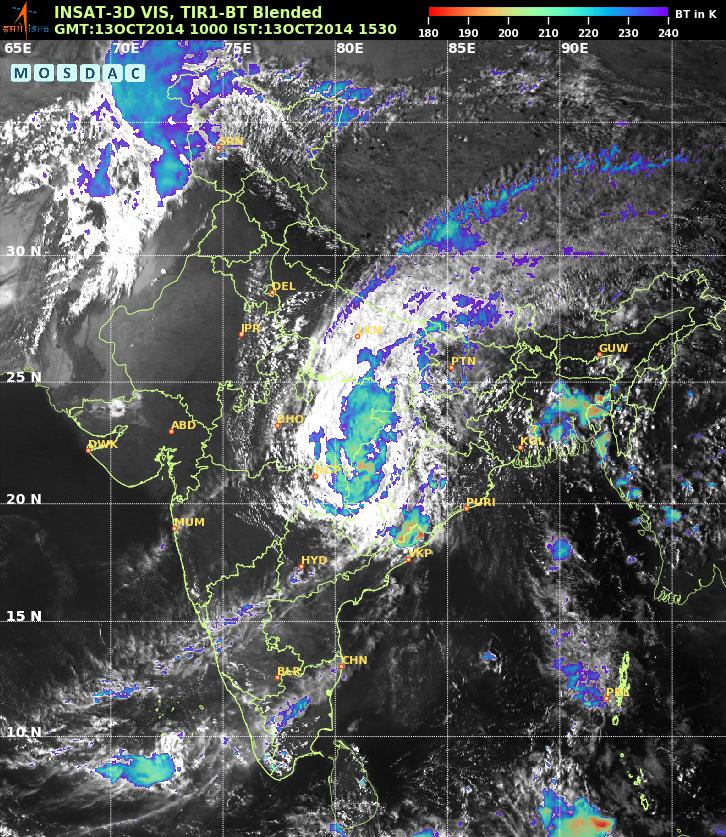 INSAT-3D VIS, TIR1-BT Blended
GMT:13OCT2014 1000 IST:13OCT2014 1530
BT in K
180 190 200 210 220 230 240
65E 70E 75E 80E 85E 90E
MOSDAC
SRN
30 N
DEL
JPR
LKN
GUW
PTN
25 N
BHO
ABD
DWK
KOL
NGP
20 N
PURI
MUM
VKP
HYD
15 N
CHN
BLR
PBL
10 N